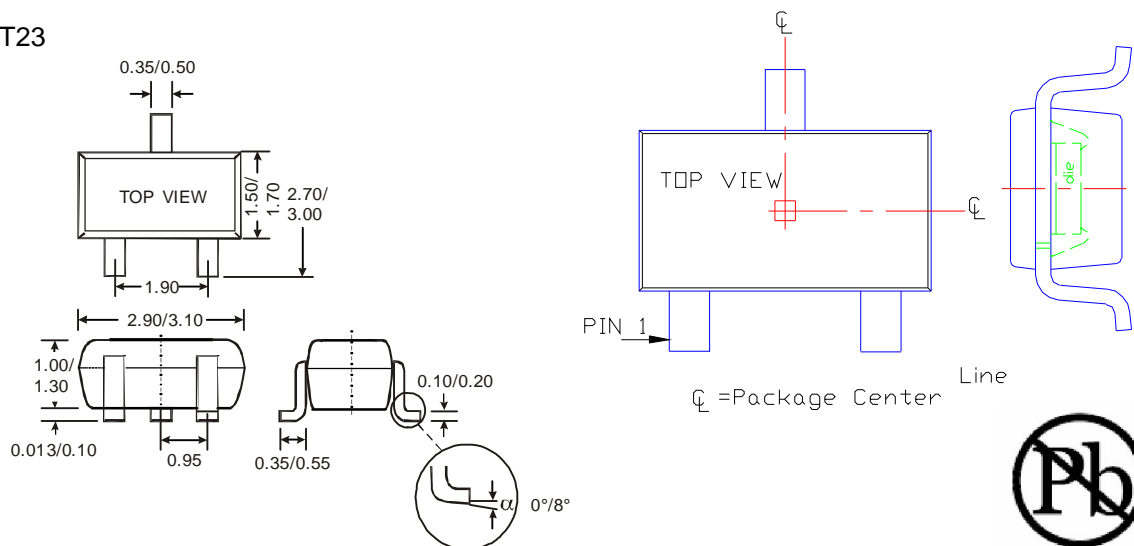 T23
0.35/0.50
TOP VIEW
1.50/
1.70
2.70/
3.00
1.90
2.90/3.10
1.00/
1.30
0.013/0.10
0.95
0.10/0.20
0.35/0.55
α 0°/8°
℄
TOP VIEW
℄
PIN 1
℄ =Package Center Line
die
Pb